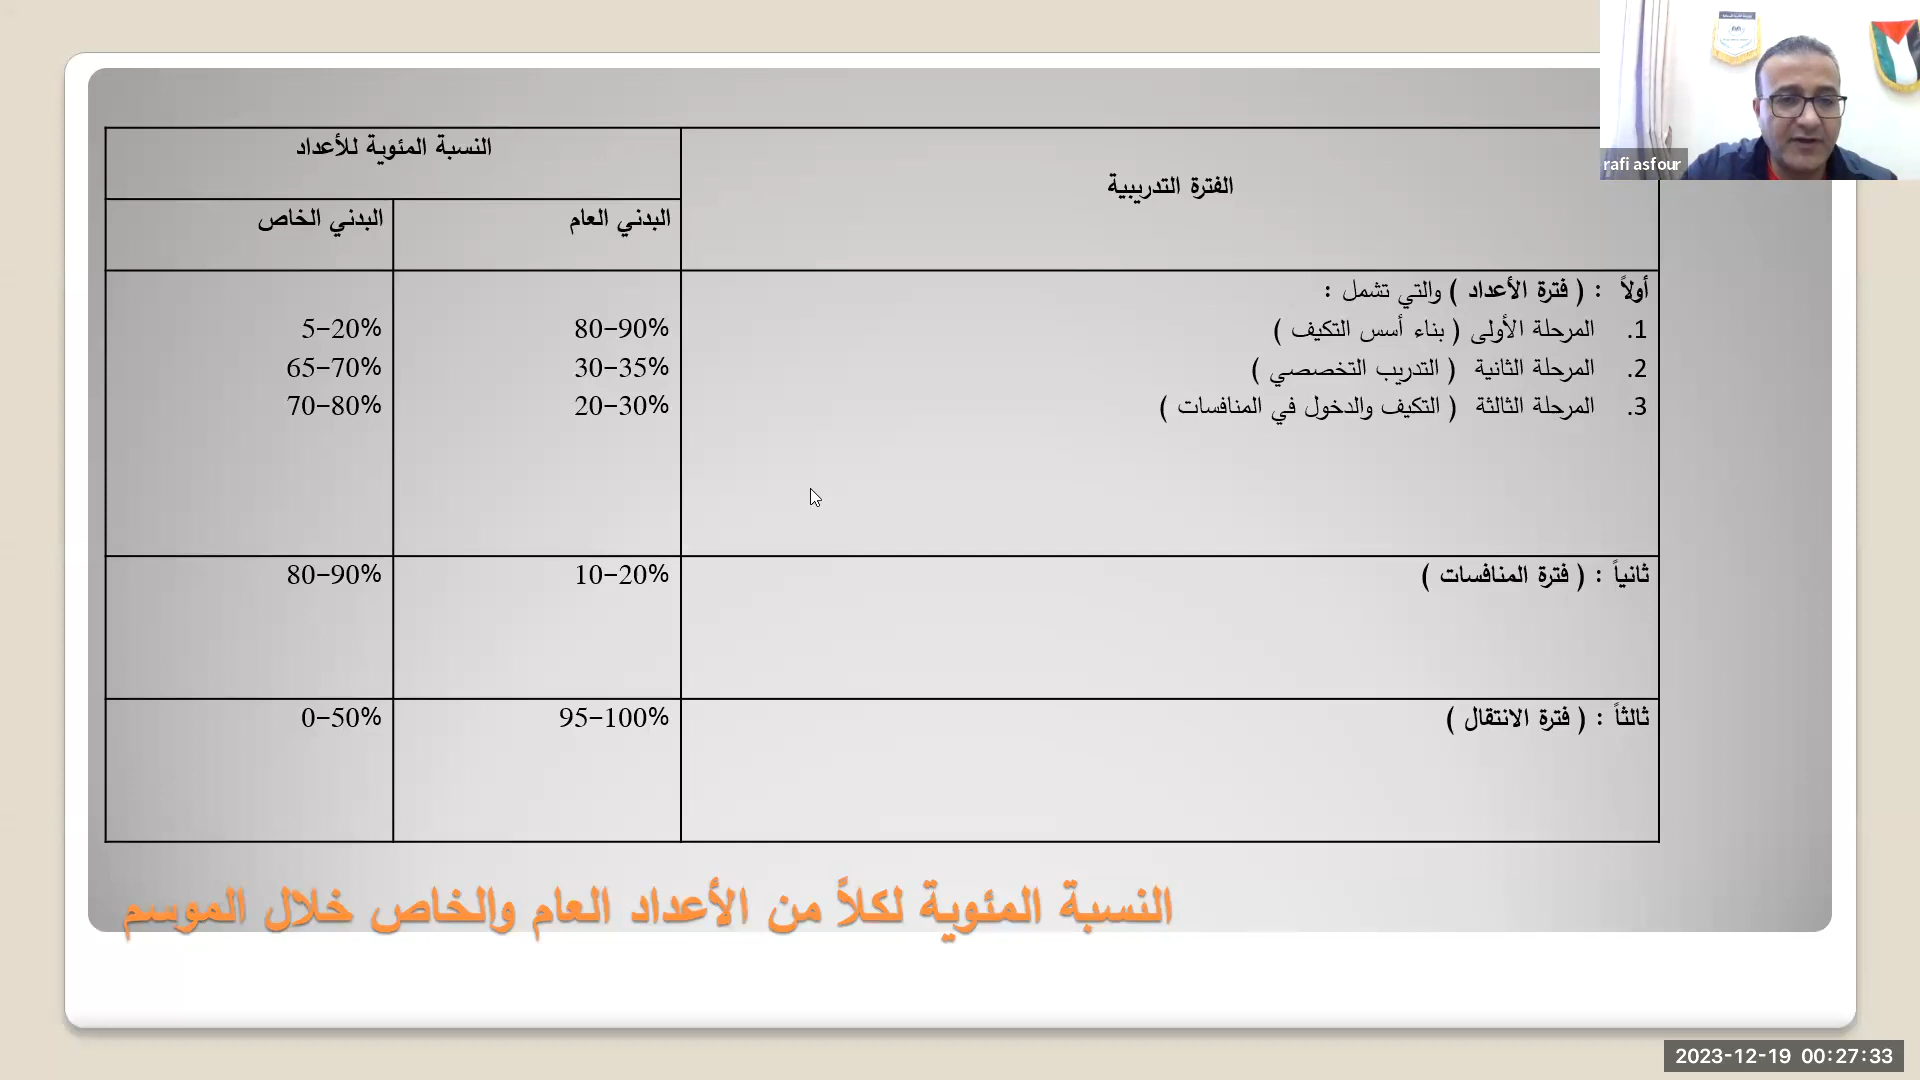 rafi asfour
الفترة التدريبية
النسبة المئوية للأعداد
البدني العام
البدني الخاص
أولاً : ( فترة الأعداد ) والتي تشمل :
1. المرحلة الأولى ( بناء أسس التكيف )
2. المرحلة الثانية ( التدريب التخصصي )
3. المرحلة الثالثة ( التكيف والدخول في المنافسات )
80-90%
30-35%
20-30%
5-20%
65-70%
70-80%
ثانياً : ( فترة المنافسات )
10-20%
80-90%
ثالثاً : ( فترة الانتقال )
95-100%
0-50%
النسبة المئوية لكلاً من الأعداد العام والخاص خلال الموسم
2023-12-19 00:27:33